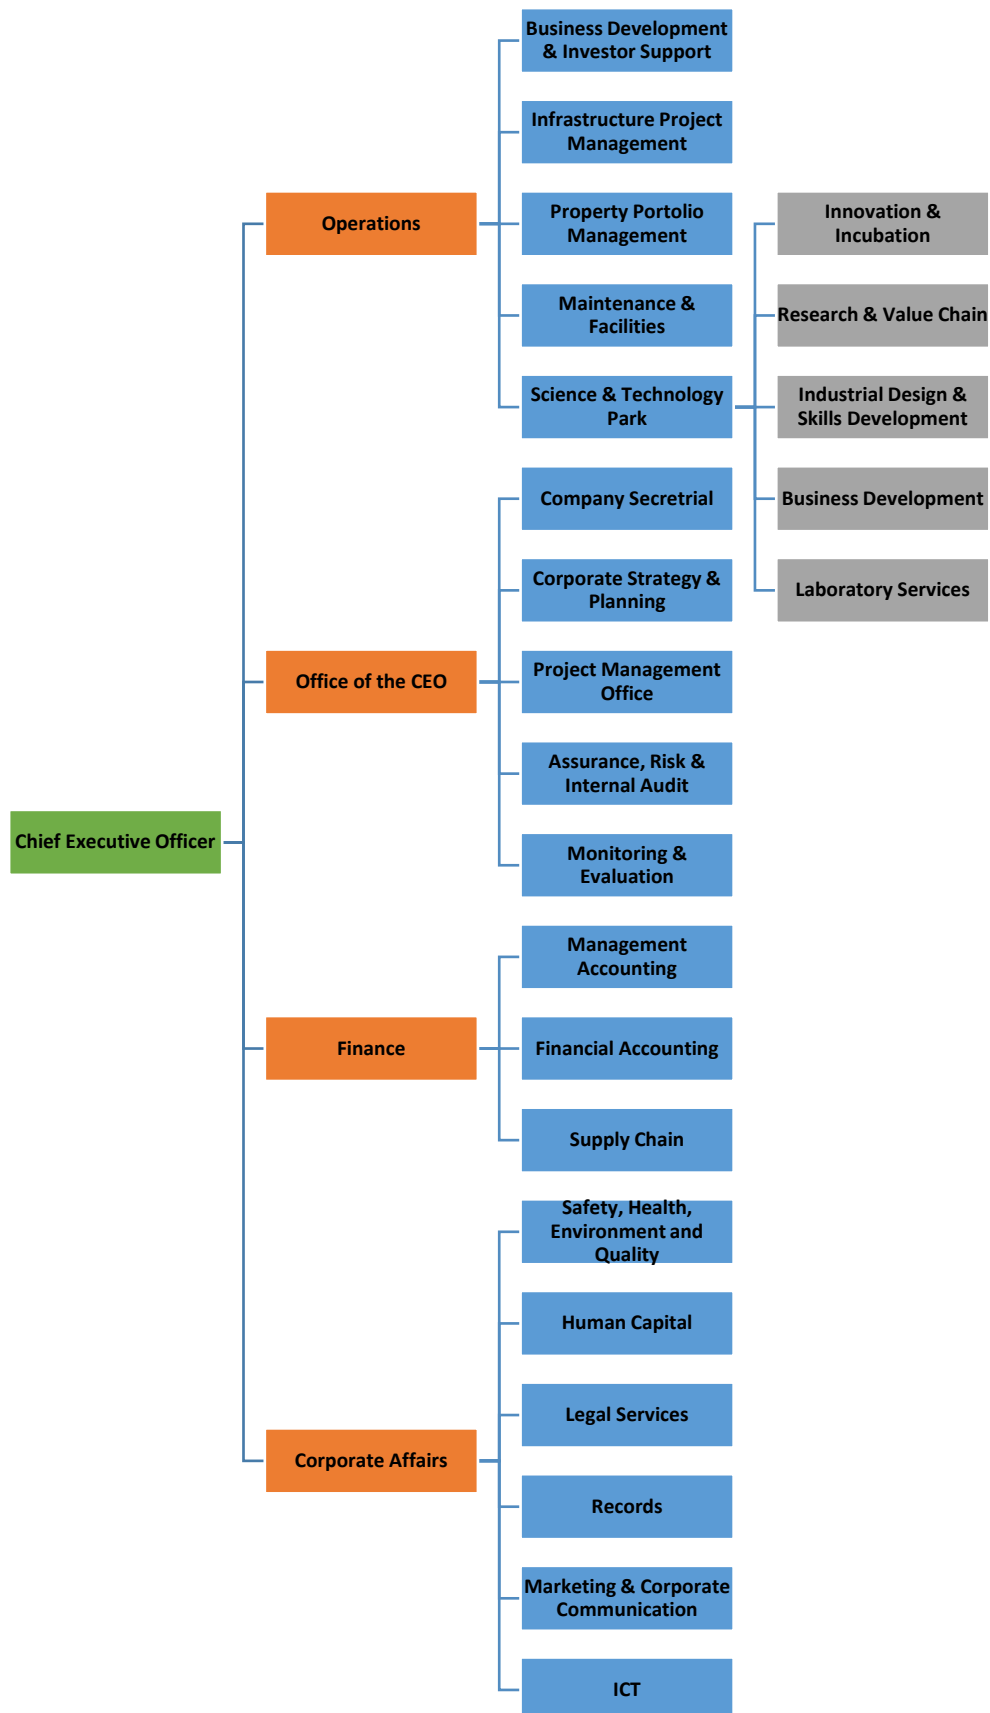 Business Development
& Investor Support
Infrastructure Project
Management
Operations
Property Portolio
Management
Innovation &
Incubation
Maintenance &
Facilities
Research & Value Chain
Science & Technology
Park
Industrial Design &
Skills Development
Company Secretrial
Business Development
Corporate Strategy &
Planning
Laboratory Services
Office of the CEO
Project Management
Office
Assurance, Risk &
Internal Audit
Chief Executive Officer
Monitoring &
Evaluation
Management
Accounting
Finance
Financial Accounting
Supply Chain
Safety, Health,
Environment and
Quality
Human Capital
Legal Services
Corporate Affairs
Records
Marketing & Corporate
Communication
ICT